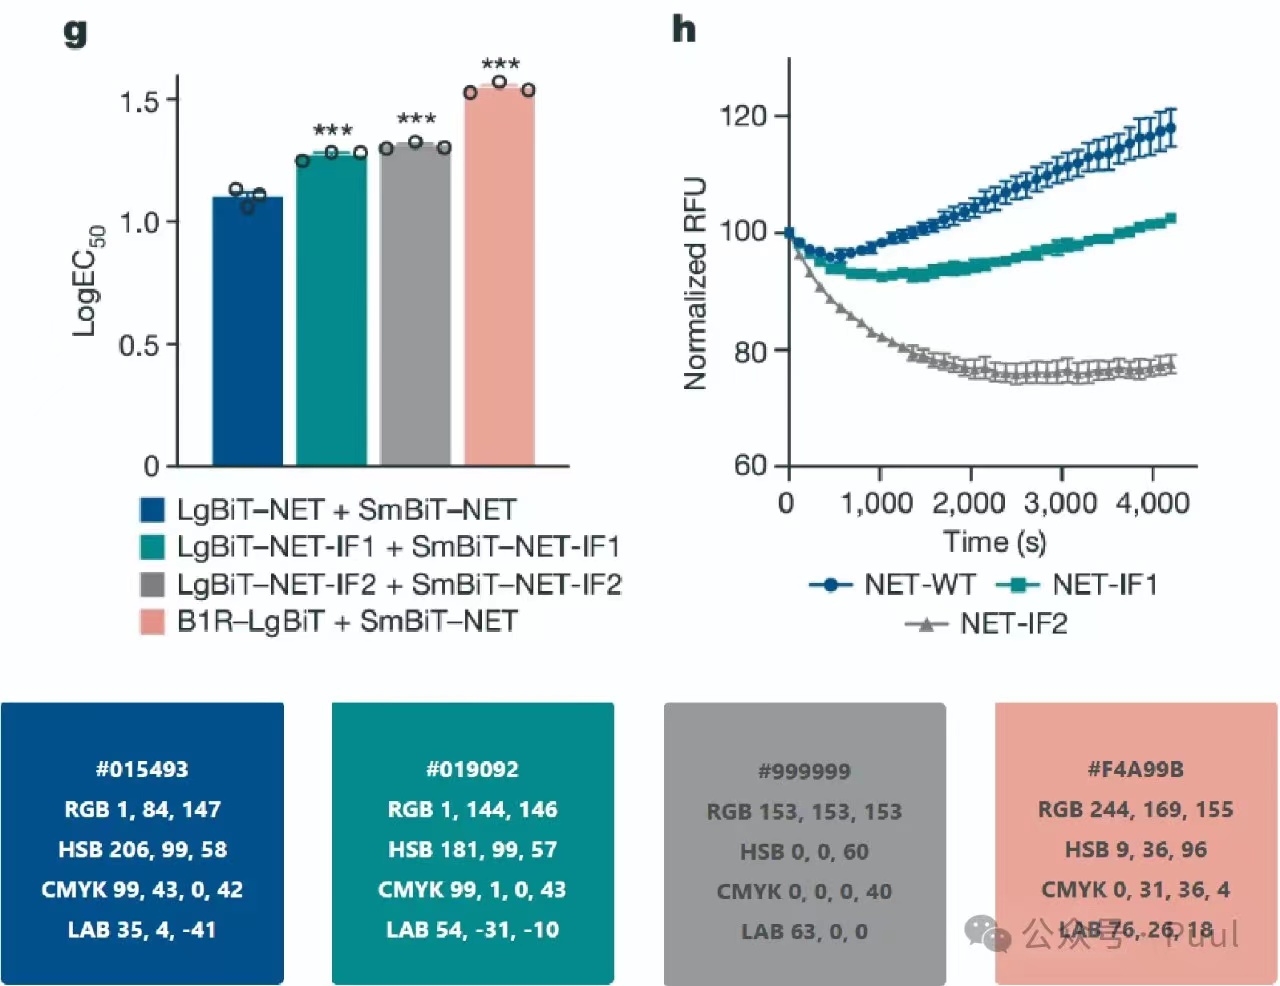 g
***
***
***
1.5
1.0
0.5
0
LogEC50
LgBiT–NET + SmBiT–NET
LgBiT–NET-IF1 + SmBiT–NET-IF1
LgBiT–NET-IF2 + SmBiT–NET-IF2
B1R–LgBiT + SmBiT–NET
h
120
100
80
60
Normalized RFU
0 1,000 2,000 3,000 4,000
Time (s)
NET-WT NET-IF1
NET-IF2
#015493
RGB 1, 84, 147
HSB 206, 99, 58
CMYK 99, 43, 0, 42
LAB 35, 4, -41
#019092
RGB 1, 144, 146
HSB 181, 99, 57
CMYK 99, 1, 0, 43
LAB 54, -31, -10
#999999
RGB 153, 153, 153
HSB 0, 0, 60
CMYK 0, 0, 0, 40
LAB 63, 0, 0
#F4A99B
RGB 244, 169, 155
HSB 9, 36, 96
CMYK 0, 31, 36, 4
LAB 76, 26, 18
公众号 · Puul